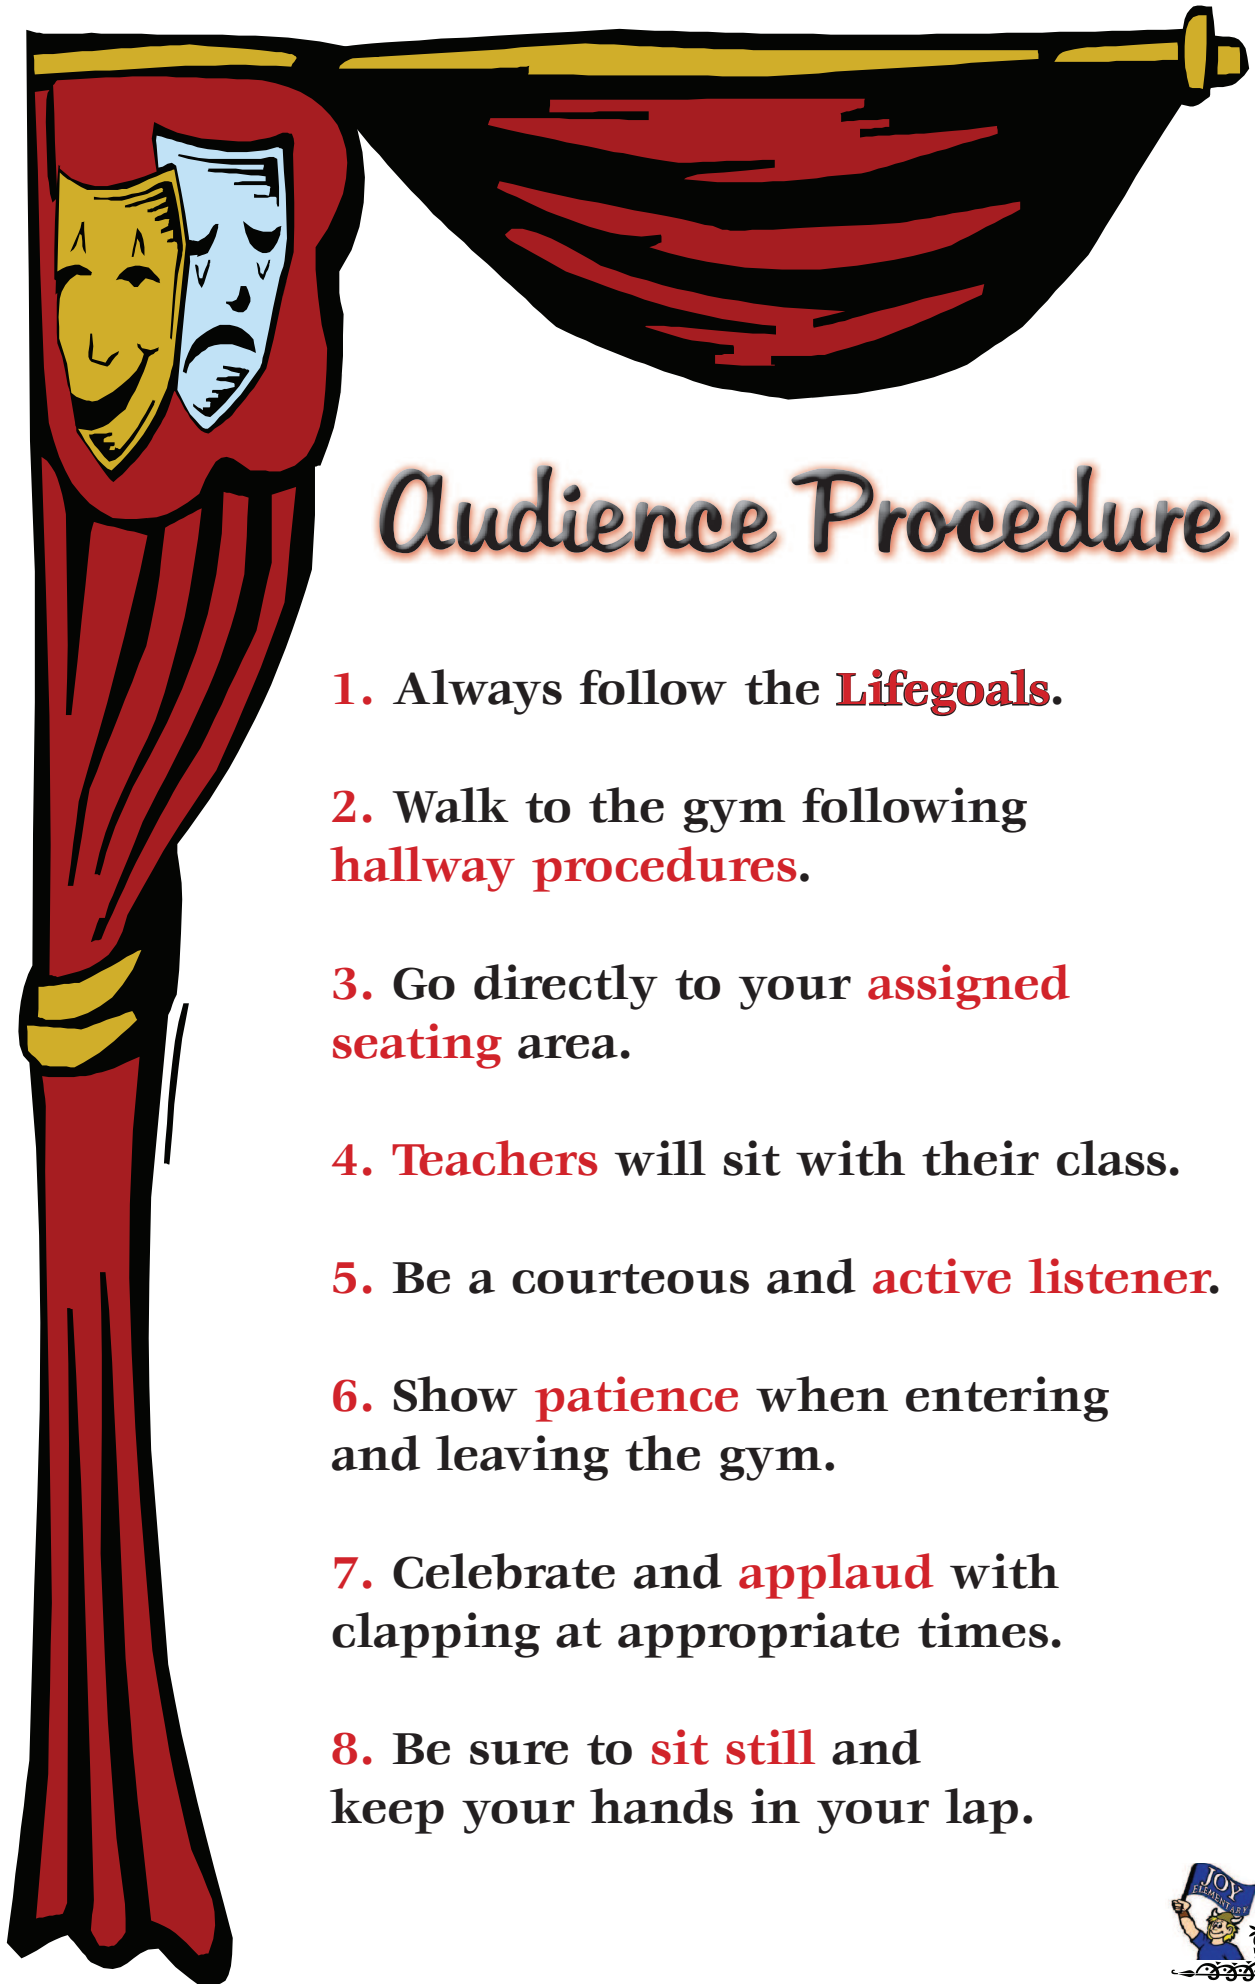 Audience Procedure
1. Always follow the Lifegoals.
2. Walk to the gym following
hallway procedures.
3. Go directly to your assigned
seating area.
4. Teachers will sit with their class.
5. Be a courteous and active listener.
6. Show patience when entering
and leaving the gym.
7. Celebrate and applaud with
clapping at appropriate times.
8. Be sure to sit still and
keep your hands in your lap.
JOY
ELEMENTARY